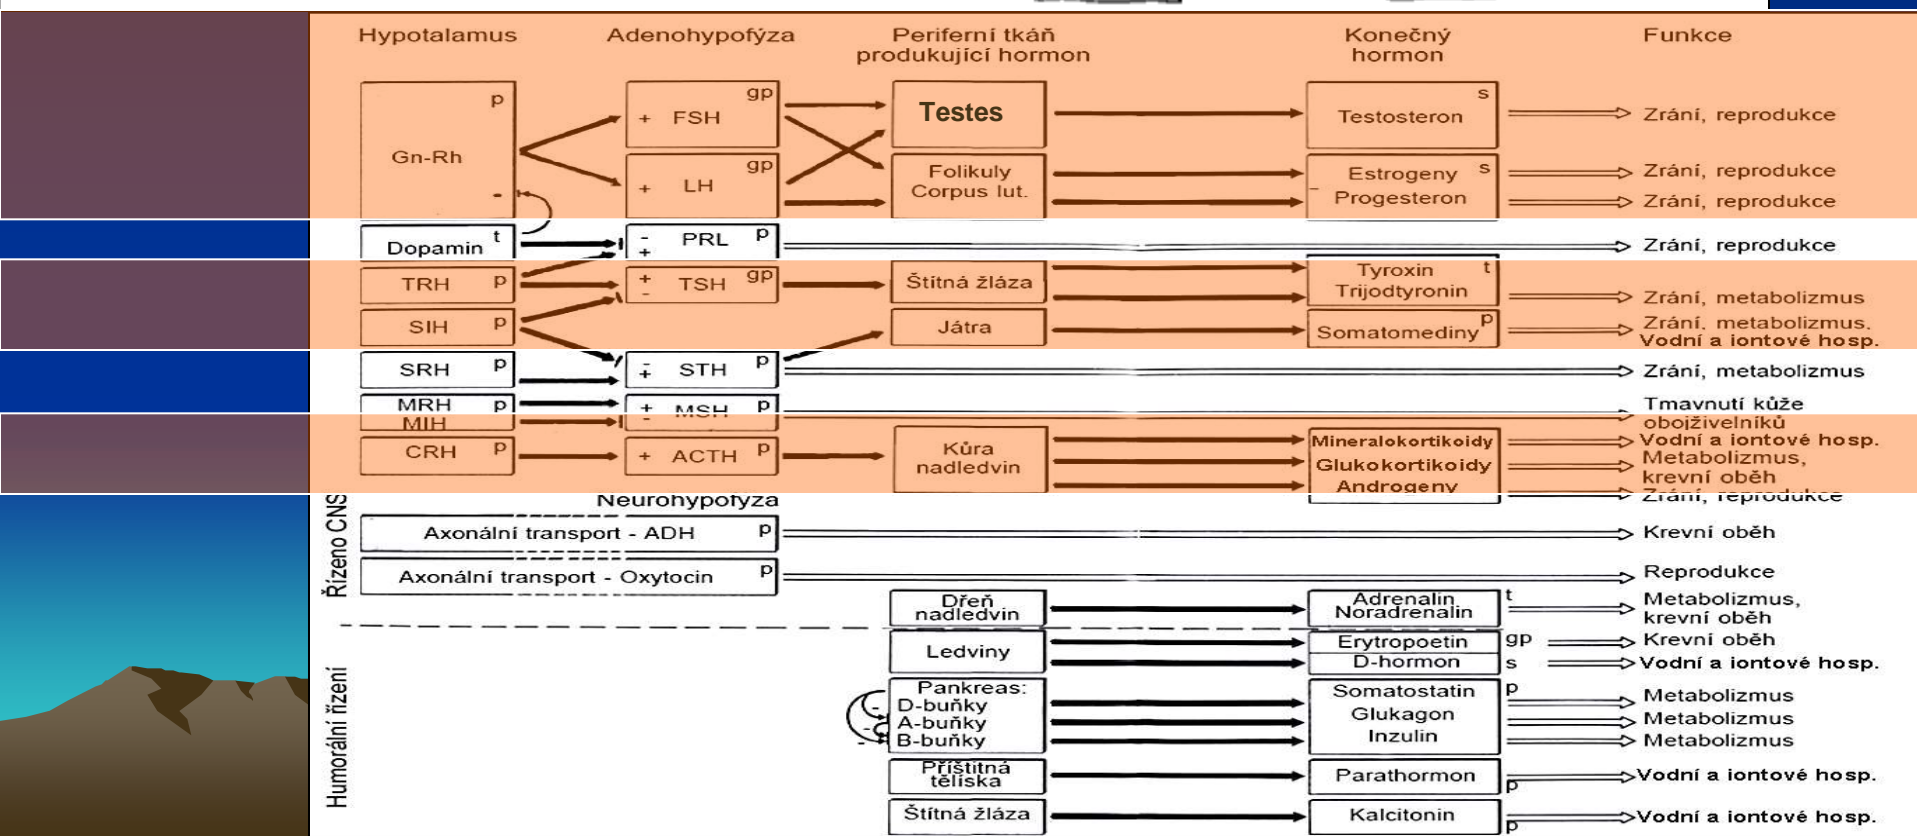 Hypotalamus Adenohypofýza Periferní tkáň produkující hormon Konečný hormon Funkce
p
Gn-Rh
-
gp
+ FSH
gp
+ LH
Testes
Folikuly
Corpus lut.
s
Testosteron
Estrogeny s
- Progesteron
Zrání, reprodukce
Zrání, reprodukce
Zrání, reprodukce
Dopamin t
- PRL p
+
Zrání, reprodukce
TRH p
+ TSH gp
-
Štítná žláza
Tyroxin t
Trijodtyronin
Zrání, metabolizmus
SIH p
Játra
Somatomediny p
Zrání, metabolizmus.
Vodní a iontové hosp.
SRH p
- STH p
+
Zrání, metabolizmus
MRH p
MIH
+ MSH p
-
Tmavnutí kůže
obojživelníků
CRH p
+ ACTH p
Kůra
nadledvin
Mineralokortikoidy
Glukokortikoidy
Androgeny
Vodní a iontové hosp.
Metabolizmus,
krevní oběh
Zrání, reprodukce
Řízeno CNS
Neurohypofýza
Axonální transport - ADH p
Krevní oběh
Axonální transport - Oxytocin p
Reprodukce
Dřeň
nadledvin
Adrenalin t
Noradrenalin
Metabolizmus,
krevní oběh
Humorální řízení
Ledviny
Erytropoetin gp
D-hormon s
Krevní oběh
Vodní a iontové hosp.
Pankreas:
- D-buňky
A-buňky
- B-buňky
Somatostatin p
Glukagon
Inzulin
Metabolizmus
Metabolizmus
Metabolizmus
Příštitná
tělíska
Parathormon p
Vodní a iontové hosp.
Štítná žláza
Kalcitonin p
Vodní a iontové hosp.